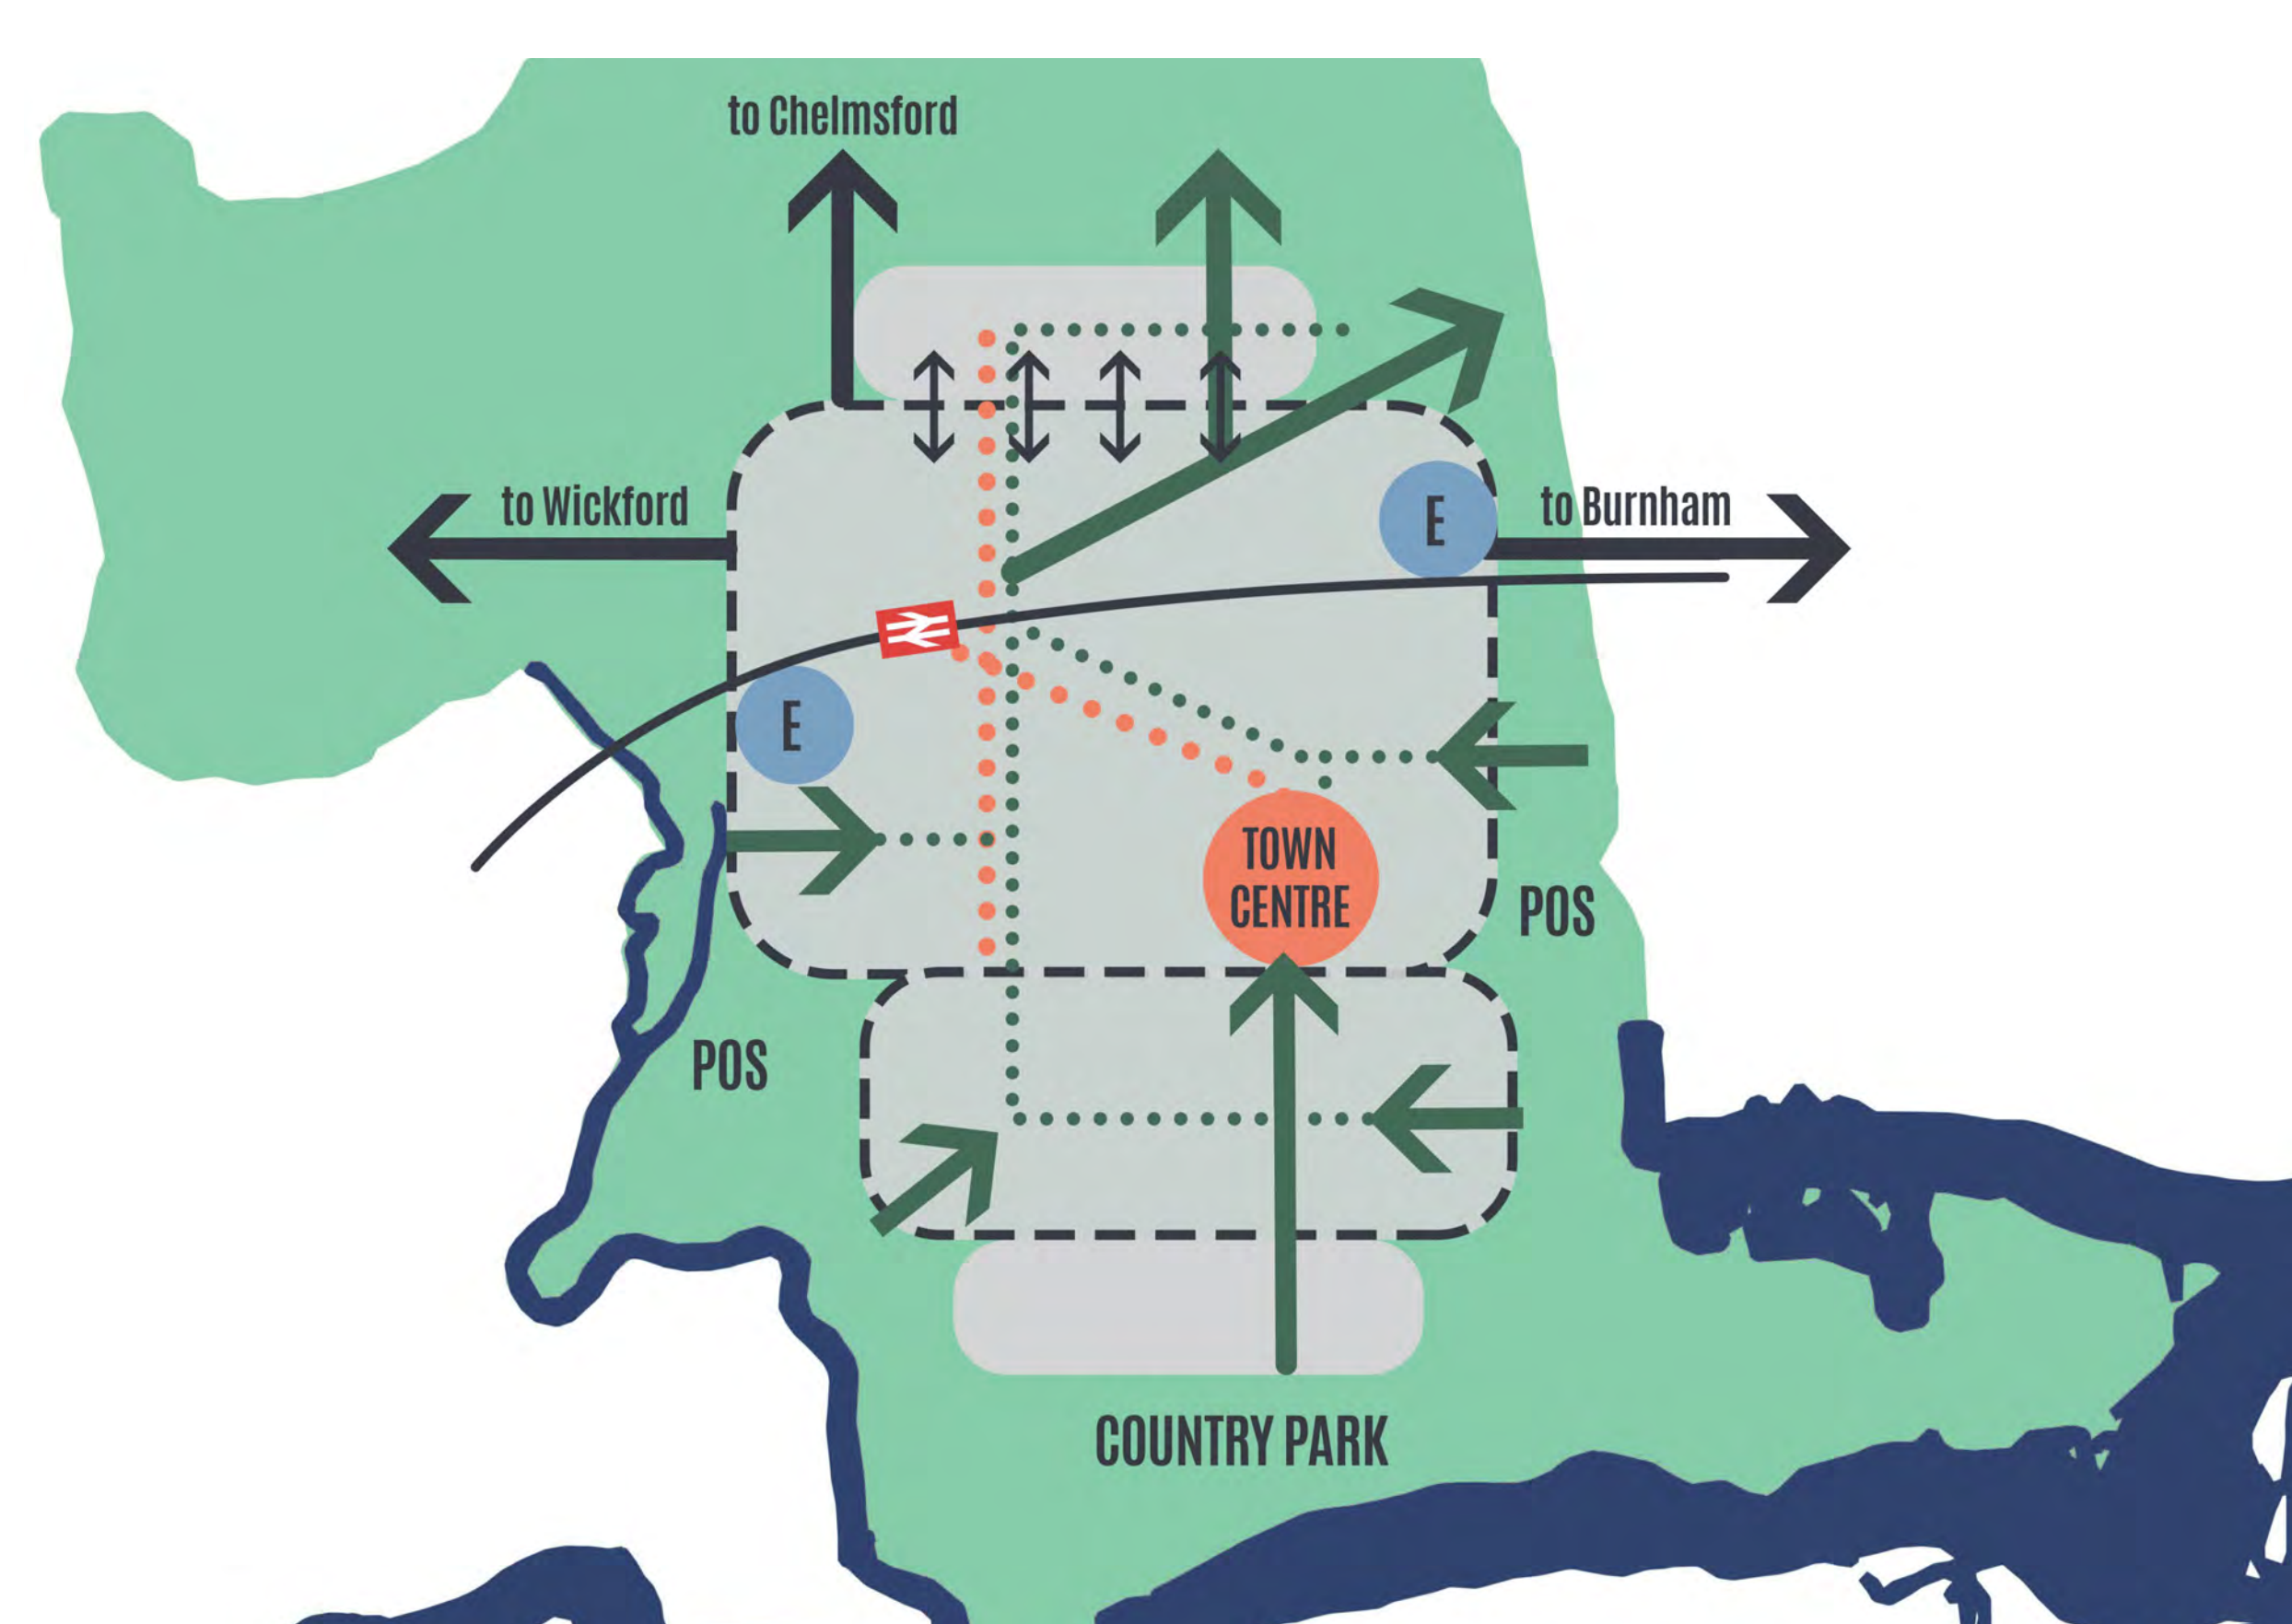 to Chelmsford
to Wickford
E
to Burnham
E
TOWN
CENTRE
POS
POS
COUNTRY PARK